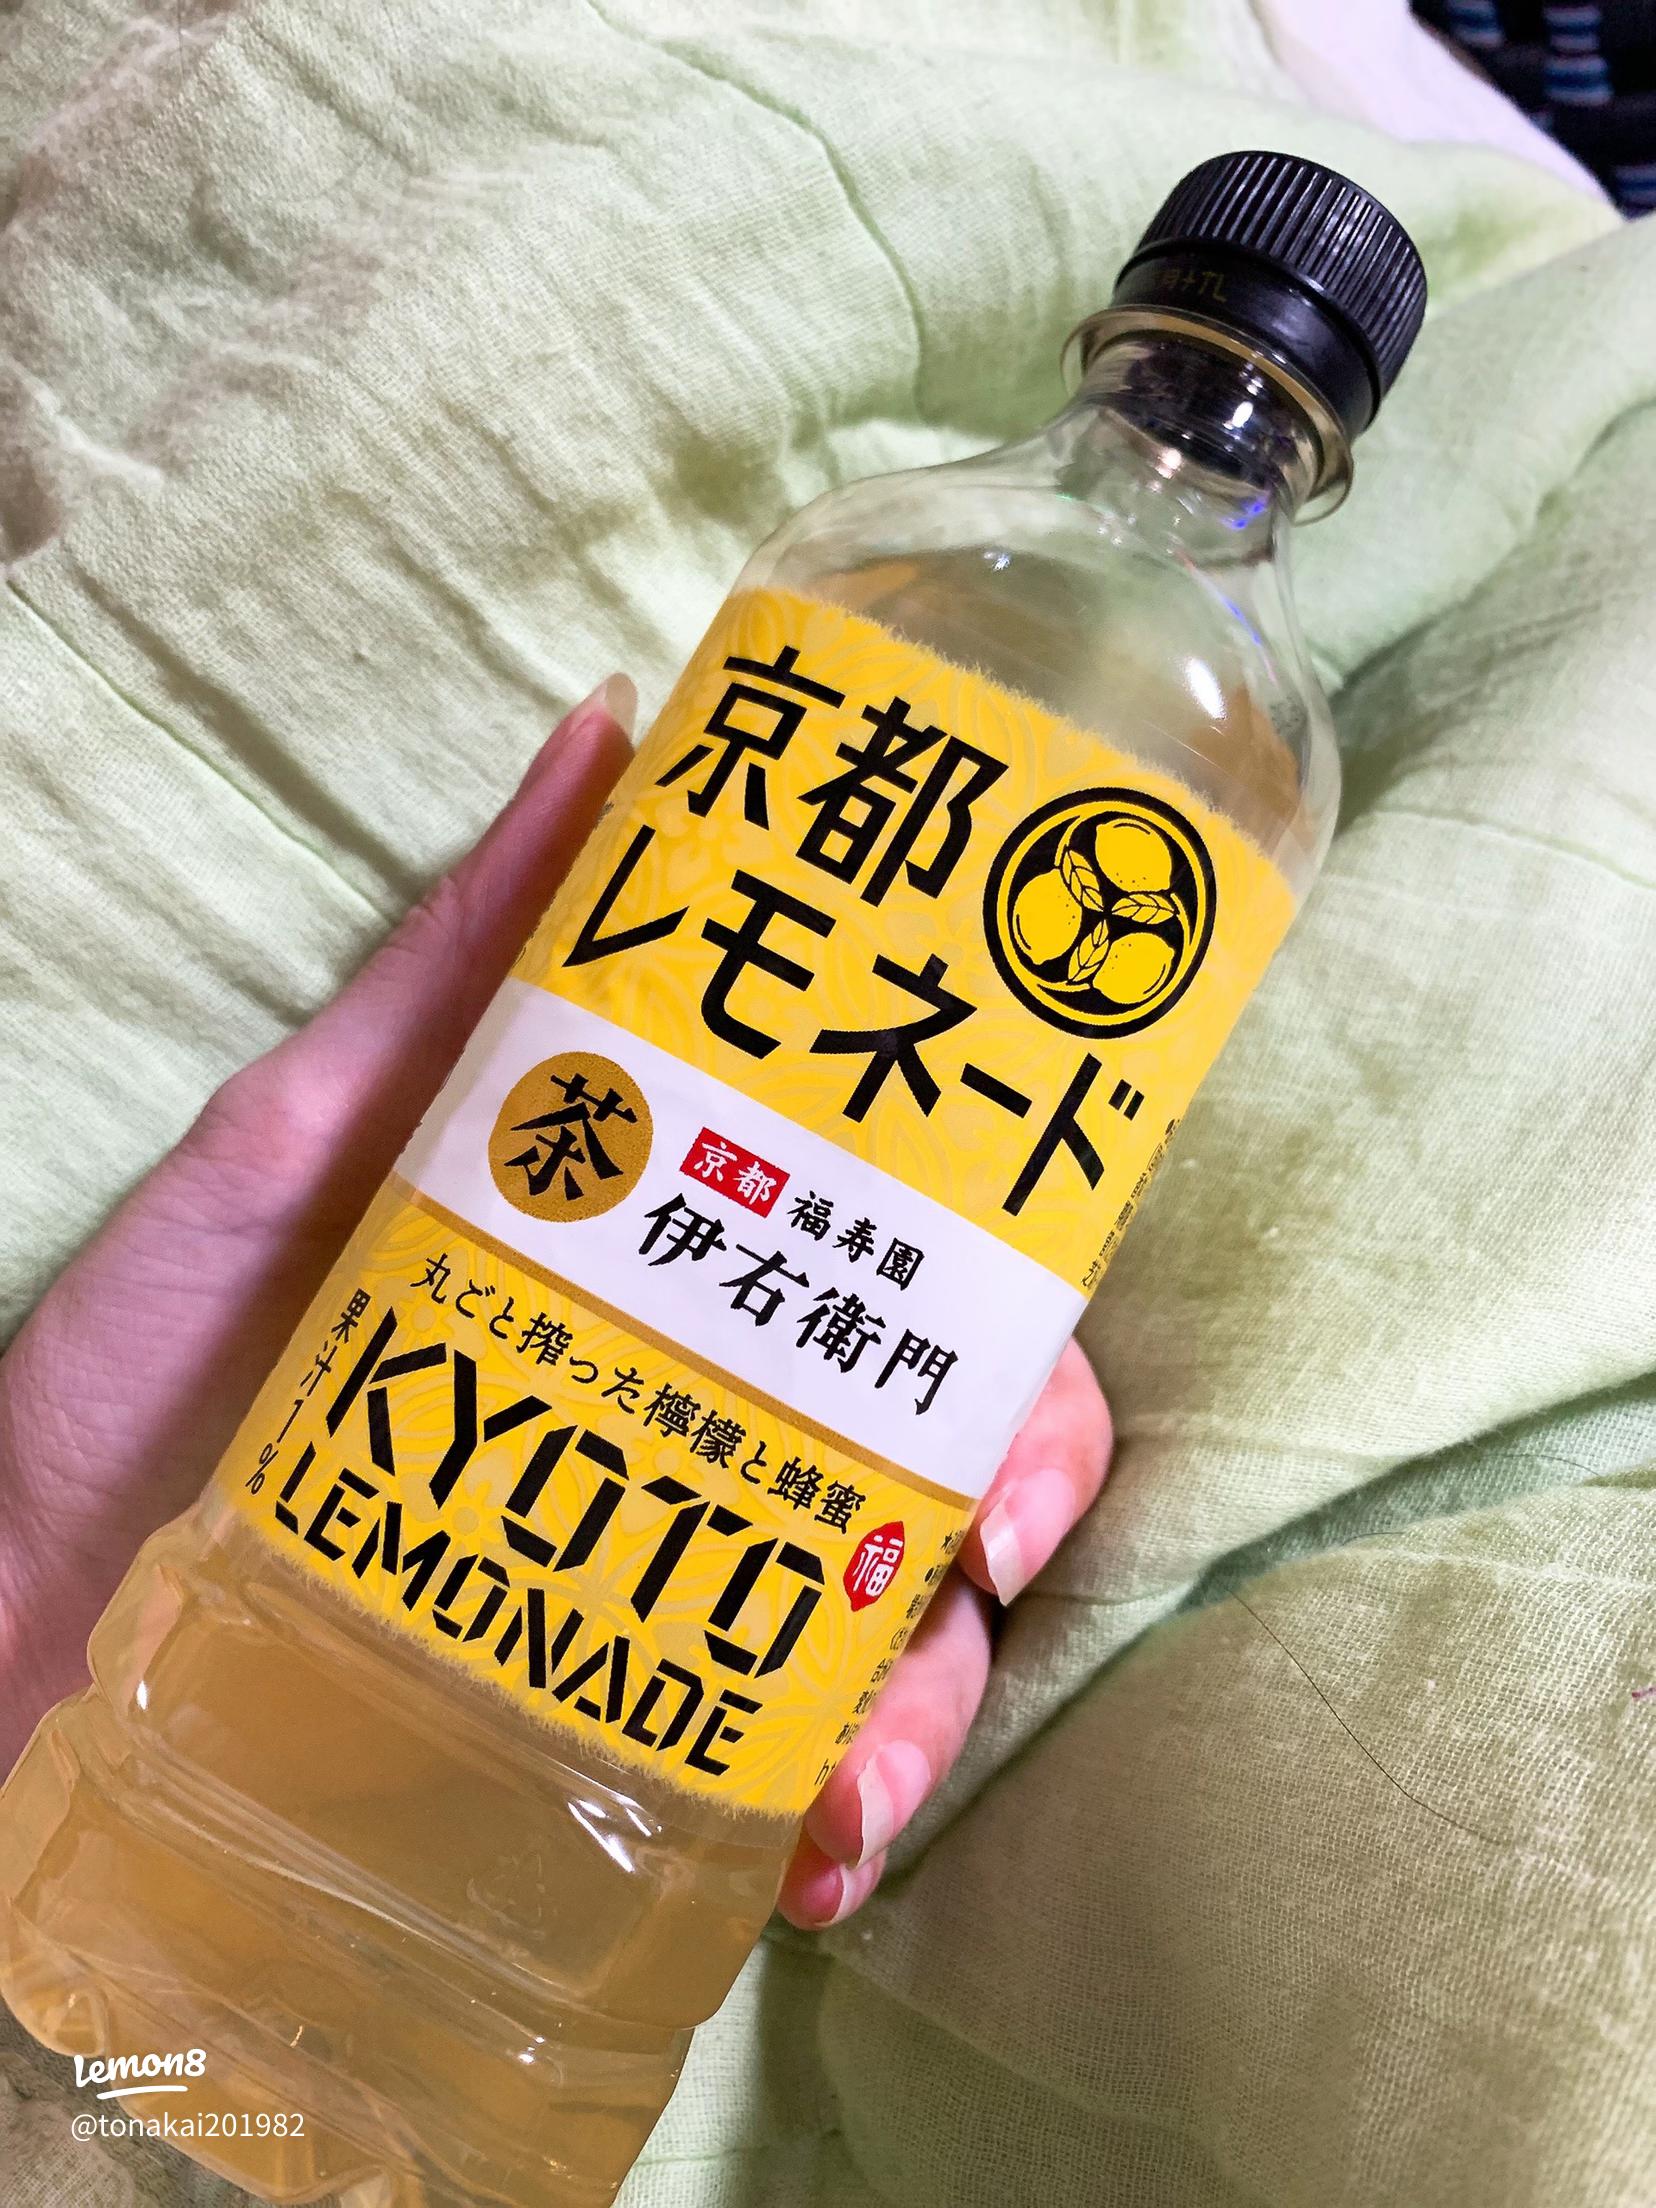 京都
レモネード
茶
京都
福寿園
伊右衛門
丸ごと搾った檸檬と蜂蜜
果汁1%
KYOTO
LEMONADE
福
Lemon8
@tonakai201982